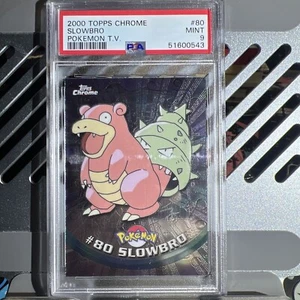 2000 TOPPS CHROME #80
SLOWBRO MINT
POKEMON T.V. 9
PSA 51600543
Topps
Chrome
POKéMON
#80 SLOWBRO